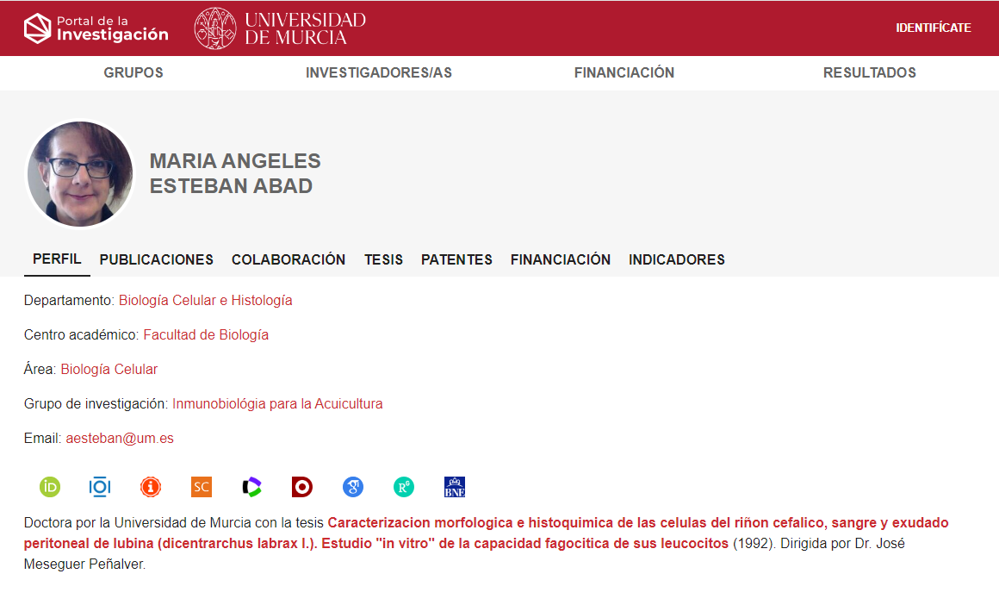 Portal de la
Investigación
UNIVERSIDAD
DE MURCIA
IDENTIFÍCATE
GRUPOS INVESTIGADORES/AS FINANCIACIÓN RESULTADOS
MARIA ANGELES
ESTEBAN ABAD
PERFIL PUBLICACIONES COLABORACIÓN TESIS PATENTES FINANCIACIÓN INDICADORES
Departamento: Biología Celular e Histología
Centro académico: Facultad de Biología
Área: Biología Celular
Grupo de investigación: Inmunobiológia para la Acuicultura
Email: aesteban@um.es
iD SC RG BNE
Doctora por la Universidad de Murcia con la tesis Caracterizacion morfologica e histoquimica de las celulas del riñon cefalico, sangre y exudado
peritoneal de lubina (dicentrarchus labrax l.). Estudio "in vitro" de la capacidad fagocitica de sus leucocitos (1992). Dirigida por Dr. José
Meseguer Peñalver.